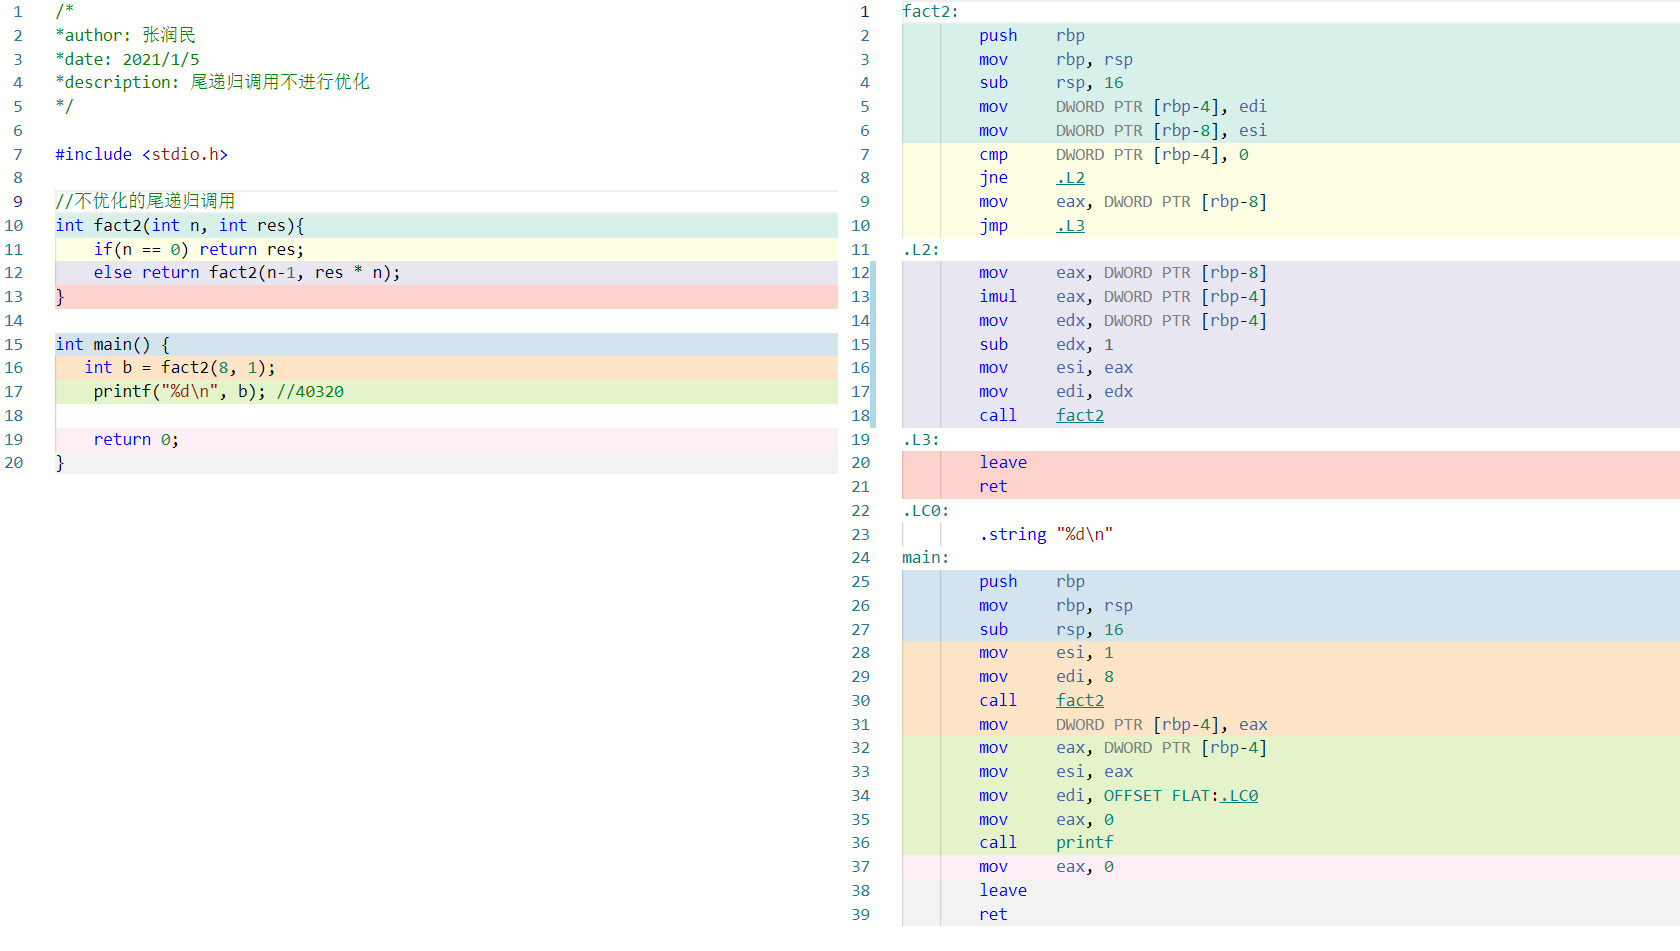 1 /*
2 *author: 张润民
3 *date: 2021/1/5
4 *description: 尾递归调用不进行优化
5 */
6
7 #include <stdio.h>
8
9 //不优化的尾递归调用
10 int fact2(int n, int res){
11     if(n == 0) return res;
12     else return fact2(n-1, res * n);
13 }
14
15 int main() {
16    int b = fact2(8, 1);
17     printf("%d\n", b); //40320
18
19     return 0;
20 }
1 fact2:
2         push    rbp
3         mov     rbp, rsp
4         sub     rsp, 16
5         mov     DWORD PTR [rbp-4], edi
6         mov     DWORD PTR [rbp-8], esi
7         cmp     DWORD PTR [rbp-4], 0
8         jne     .L2
9         mov     eax, DWORD PTR [rbp-8]
10         jmp     .L3
11 .L2:
12         mov     eax, DWORD PTR [rbp-8]
13         imul    eax, DWORD PTR [rbp-4]
14         mov     edx, DWORD PTR [rbp-4]
15         sub     edx, 1
16         mov     esi, eax
17         mov     edi, edx
18         call    fact2
19 .L3:
20         leave
21         ret
22 .LC0:
23         .string "%d\n"
24 main:
25         push    rbp
26         mov     rbp, rsp
27         sub     rsp, 16
28         mov     esi, 1
29         mov     edi, 8
30         call    fact2
31         mov     DWORD PTR [rbp-4], eax
32         mov     eax, DWORD PTR [rbp-4]
33         mov     esi, eax
34         mov     edi, OFFSET FLAT:.LC0
35         mov     eax, 0
36         call    printf
37         mov     eax, 0
38         leave
39         ret